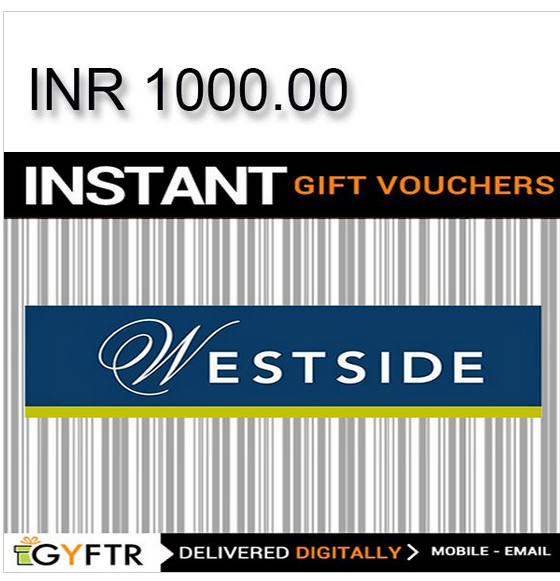 INR 1000.00
INSTANT GIFT VOUCHERS
WESTSIDE
GYFTR DELIVERED DIGITALLY MOBILE - EMAIL